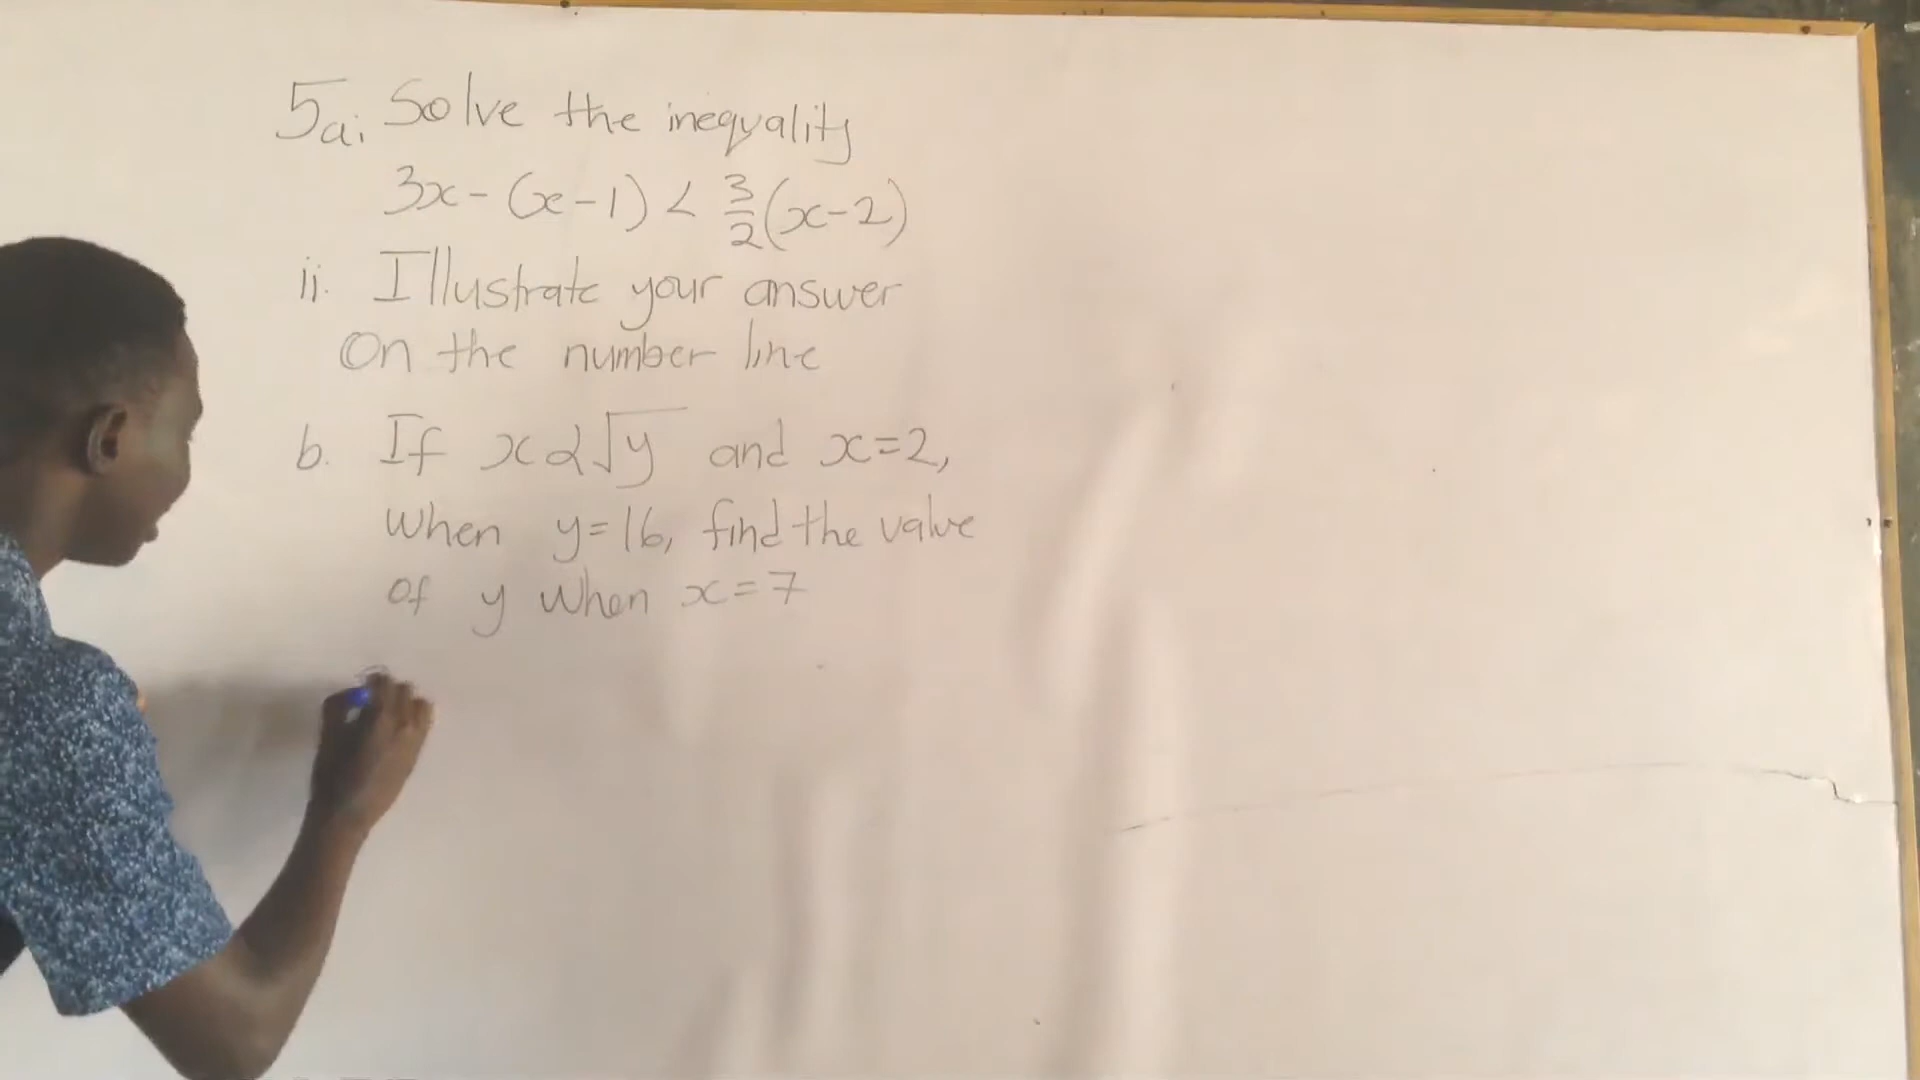 5ai Solve the inequality
3x - (x - 1) < 3/2 (x - 2)
ii. Illustrate your answer
On the number line
b. If x α √y and x = 2,
When y = 16, find the value
of y when x = 7